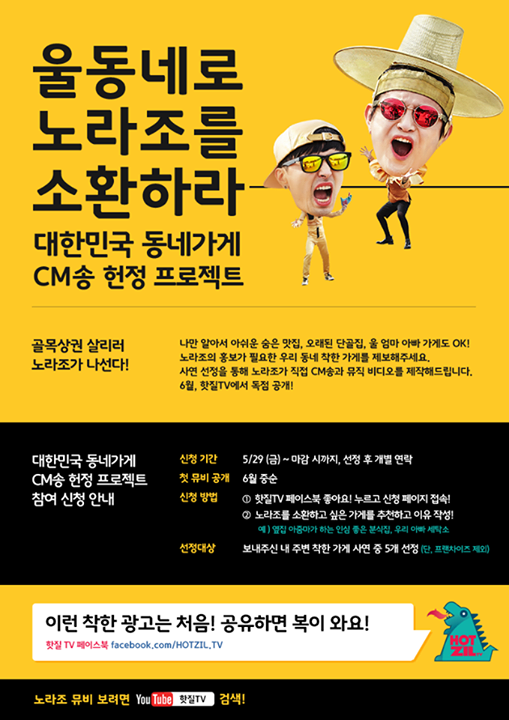 울동네로
노라조를
소환하라
대한민국 동네가게
CM송 헌정 프로젝트
골목상권 살리러
노라조가 나선다!
나만 알아서 아쉬운 숨은 맛집, 오래된 단골집, 울 엄마 아빠 가게도 OK!
노라조의 홍보가 필요한 우리 동네 착한 가게를 제보해주세요.
사연 선정을 통해 노라조가 직접 CM송과 뮤직 비디오를 제작해드립니다.
6월, 핫질TV에서 독점 공개!
대한민국 동네가게
CM송 헌정 프로젝트
참여 신청 안내
신청 기간 5/29 (금) ~ 마감 시까지, 선정 후 개별 연락
첫 뮤비 공개 6월 중순
신청 방법 ① 핫질TV 페이스북 좋아요! 누르고 신청 페이지 접속!
② 노라조를 소환하고 싶은 가게를 추천하고 이유 작성!
예 ) 옆집 아줌마가 하는 인심 좋은 분식집, 우리 아빠 세탁소
선정대상 보내주신 내 주변 착한 가게 사연 중 5개 선정 (단, 프랜차이즈 제외)
이런 착한 광고는 처음! 공유하면 복이 와요!
핫질 TV 페이스북 facebook.com/HOTZIL.TV
HOT
ZIL TV
노라조 뮤비 보려면 YouTube 핫질TV 검색!